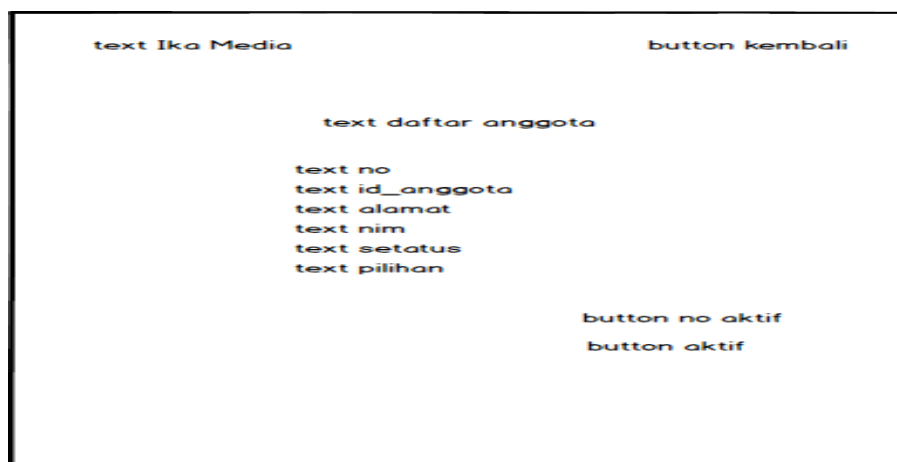 text Ika Media button kembali
text daftar anggota
text no
text id_anggota
text alamat
text nim
text setatus
text pilihan
button no aktif
button aktif